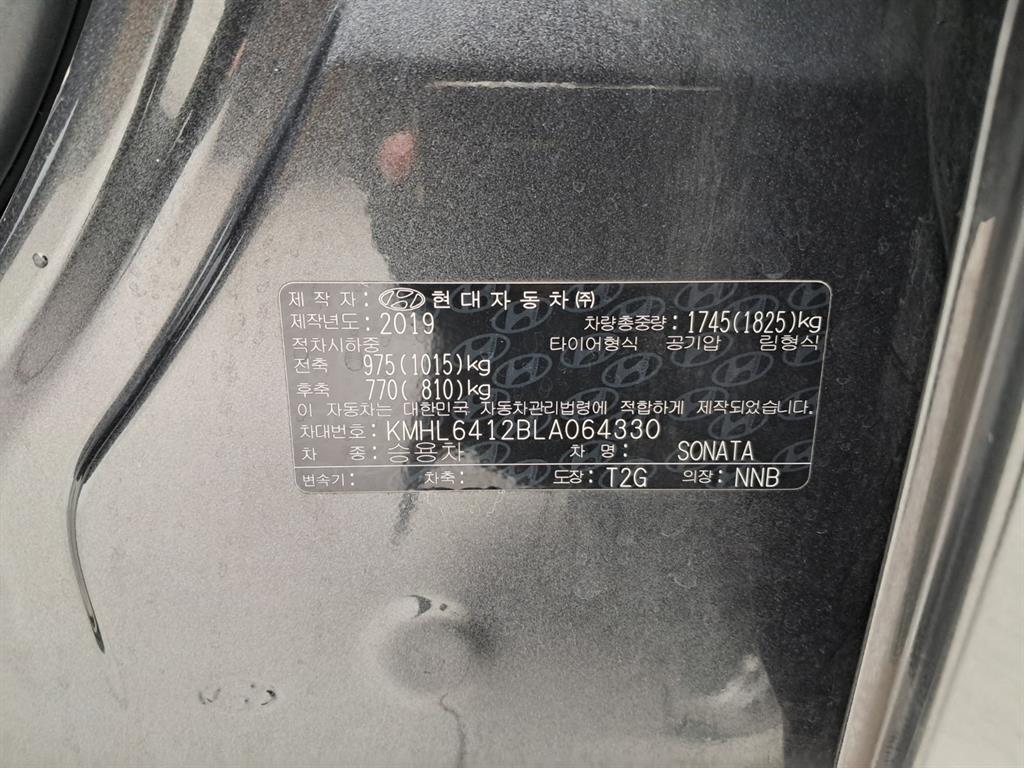 제 작 자 : 현대자동차㈜
제작년도 : 2019 차량총중량 : 1745(1825)kg
적차시하중 타이어형식 공기압 림형식
전축 975(1015)kg
후축 770( 810)kg
이 자동차는 대한민국 자동차관리법령에 적합하게 제작되었습니다.
차대번호 : KMHL6412BLA064330
차 종 : 승용차 차 명 : SONATA
변속기 : 차축 : 도장 : T2G 의장 : NNB